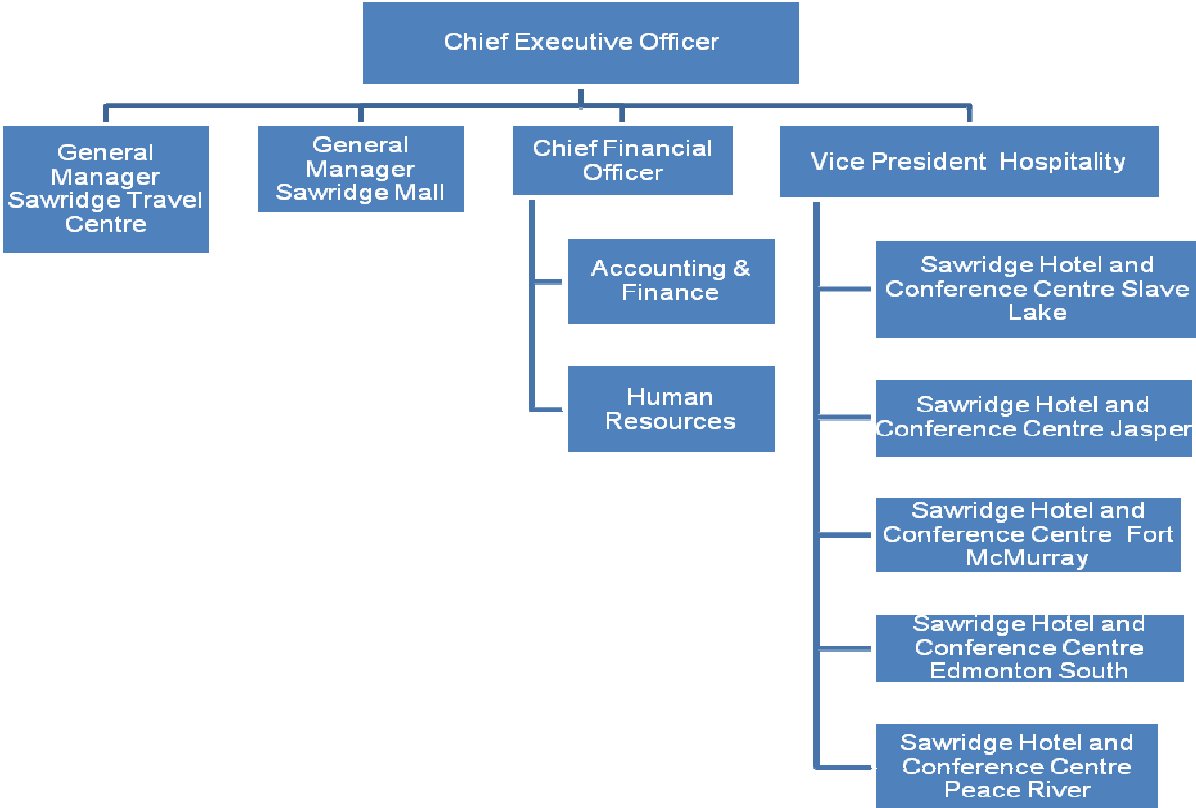 Chief Executive Officer
General
Manager
Sawridge Travel
Centre
General
Manager
Sawridge Mall
Chief Financial
Officer
Vice President Hospitality
Accounting &
Finance
Human
Resources
Sawridge Hotel and
Conference Centre Slave
Lake
Sawridge Hotel and
Conference Centre Jasper
Sawridge Hotel and
Conference Centre Fort
McMurray
Sawridge Hotel and
Conference Centre
Edmonton South
Sawridge Hotel and
Conference Centre
Peace River